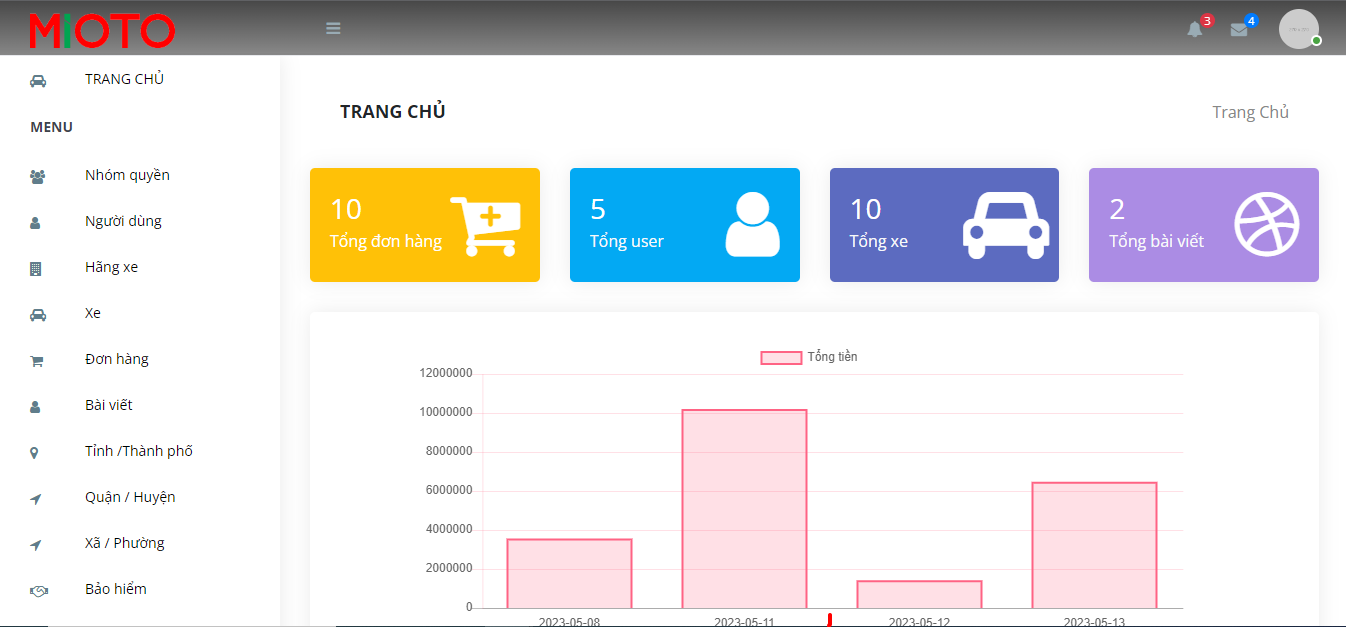 MiOTO
3
4
TRANG CHỦ
MENU
Nhóm quyền
Người dùng
Hãng xe
Xe
Đơn hàng
Bài viết
Tỉnh /Thành phố
Quận / Huyện
Xã / Phường
Bảo hiểm
TRANG CHỦ
Trang Chủ
10
Tổng đơn hàng
5
Tổng user
10
Tổng xe
2
Tổng bài viết
Tổng tiền
12000000
10000000
8000000
6000000
4000000
2000000
0
2023-05-08
2023-05-11
2023-05-12
2023-05-13